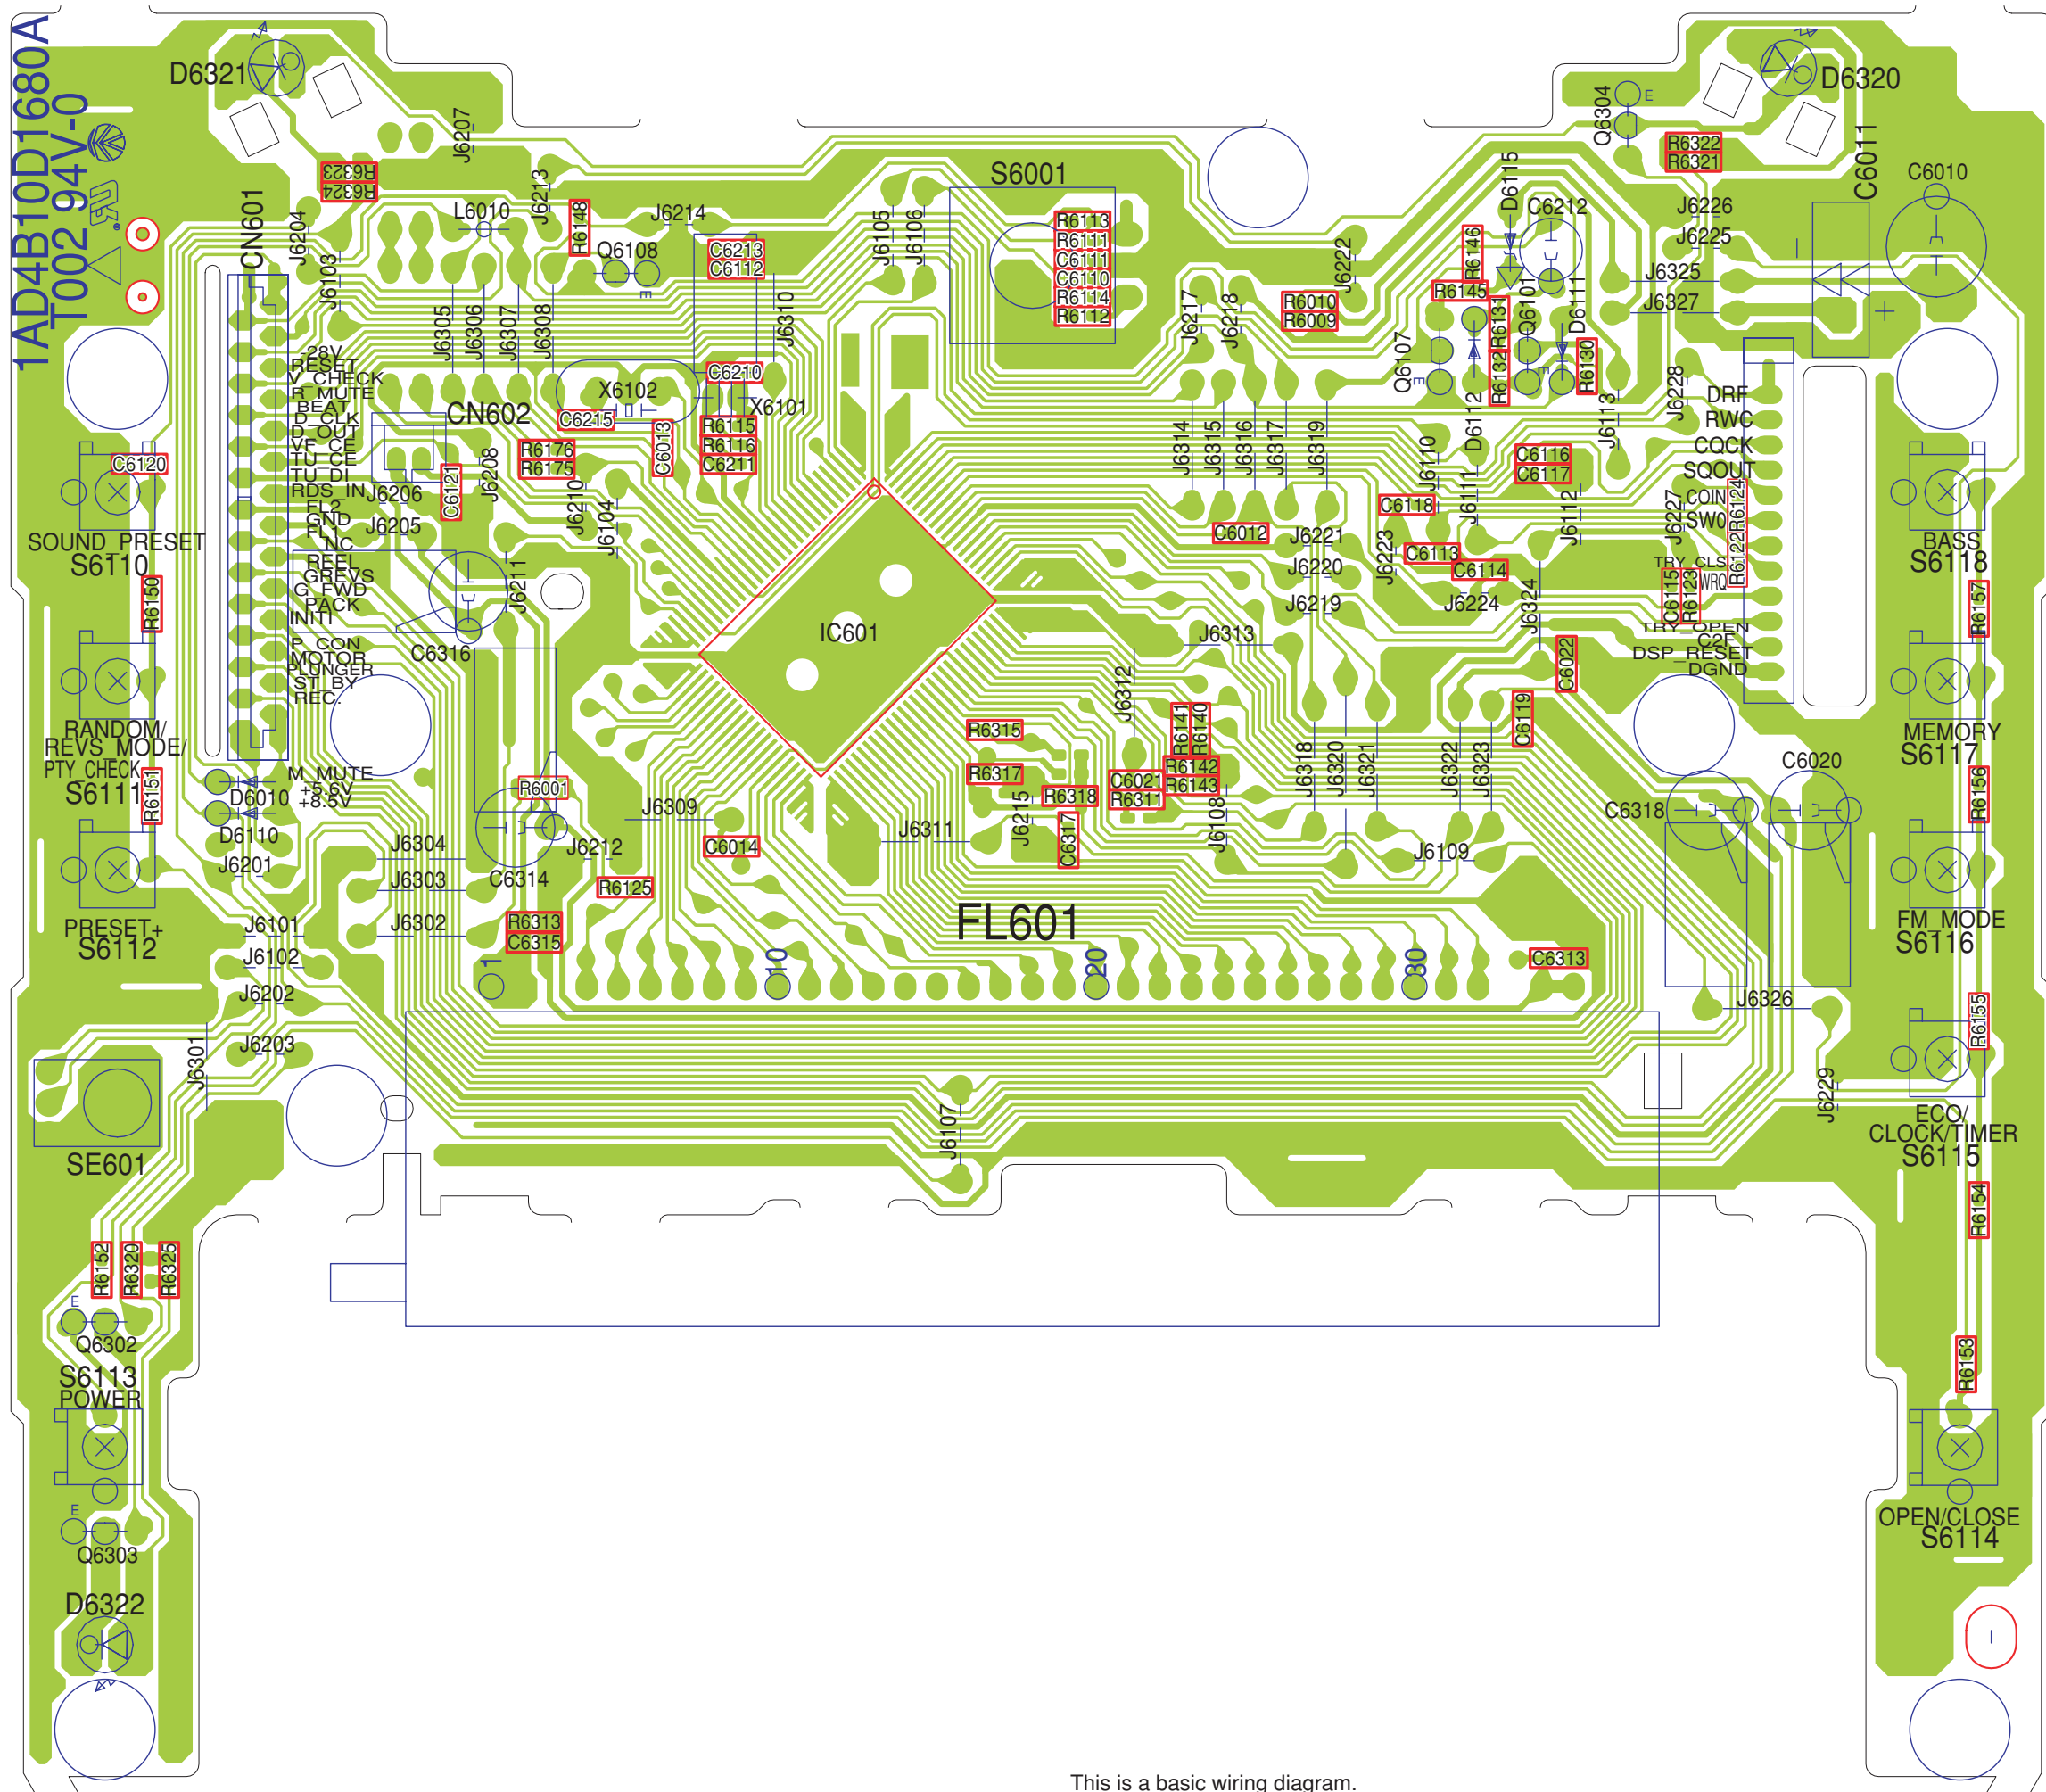 1AD4B10D1680A
T002 94V-0
D6321
D6320
J6207
Q6304
E
R6322
R6321
C6011
C6010
R6323
R6324
CN601
J6204
J6103
L6010
J6213
R6148
J6214
Q6108
E
C6213
C6112
J6310
J6105
J6106
S6001
R6113
R6111
C6111
C6110
R6114
R6112
J6217
J6218
R6010
R6009
J6222
D6115
C6212
R6146
R6145
R6131
R6132
Q6101
E
D6111
R6130
Q6107
E
D6112
J6226
J6225
J6325
J6327
J6228
J6113
J6305
J6306
J6307
J6308
X6102
C6210
X6101
C6215
C6013
R6115
R6116
C6211
CN602
R6176
R6175
C6121
J6208
J6206
J6205
J6210
J6104
J6211
C6316
-28V
RESET
V_CHECK
R_MUTE
BEAT
D_CLK
D_OUT
VF_CE
TU_CE
TU_DI
RDS_IN
FL2
GND
FL1
NC
REEL
GREVS
G_FWD
PACK
INITI
P_CON
MOTOR
PLUNGER
ST_BY
REC.
M_MUTE
+5.6V
+8.5V
C6120
SOUND_PRESET
S6110
R6150
RANDOM/
REVS_MODE/
PTY_CHECK
S6111
R6151
D6010
D6110
PRESET+
S6112
J6201
J6101
J6102
J6202
J6203
J6301
J6304
J6303
J6302
R6001
C6314
J6212
J6309
C6014
R6125
R6313
C6315
IC601
J6314
J6315
J6316
J6317
J6319
J6110
J6111
C6116
C6117
C6118
C6012
J6221
J6220
J6219
J6223
C6113
C6114
J6224
J6112
J6324
J6227
DRF
RWC
CQCK
SQOUT
COIN
SW0
TRY_CLS
WRQ
TRY_OPEN
C2F
DSP_RESET
DGND
R6124
R6122
R6123
C6115
J6313
J6312
C6022
C6119
R6315
R6317
R6318
J6215
C6317
J6311
R6141
R6140
R6142
R6143
C6021
R6311
J6108
J6318
J6320
J6321
J6322
J6323
J6109
C6318
C6020
FL601
1
10
20
30
C6313
J6326
J6229
J6107
BASS
S6118
R6157
MEMORY
S6117
R6156
FM_MODE
S6116
R6155
ECO/
CLOCK/TIMER
S6115
R6154
R6153
OPEN/CLOSE
S6114
SE601
R6152
R6320
R6325
E
Q6302
S6113
POWER
E
Q6303
D6322
This is a basic wiring diagram.